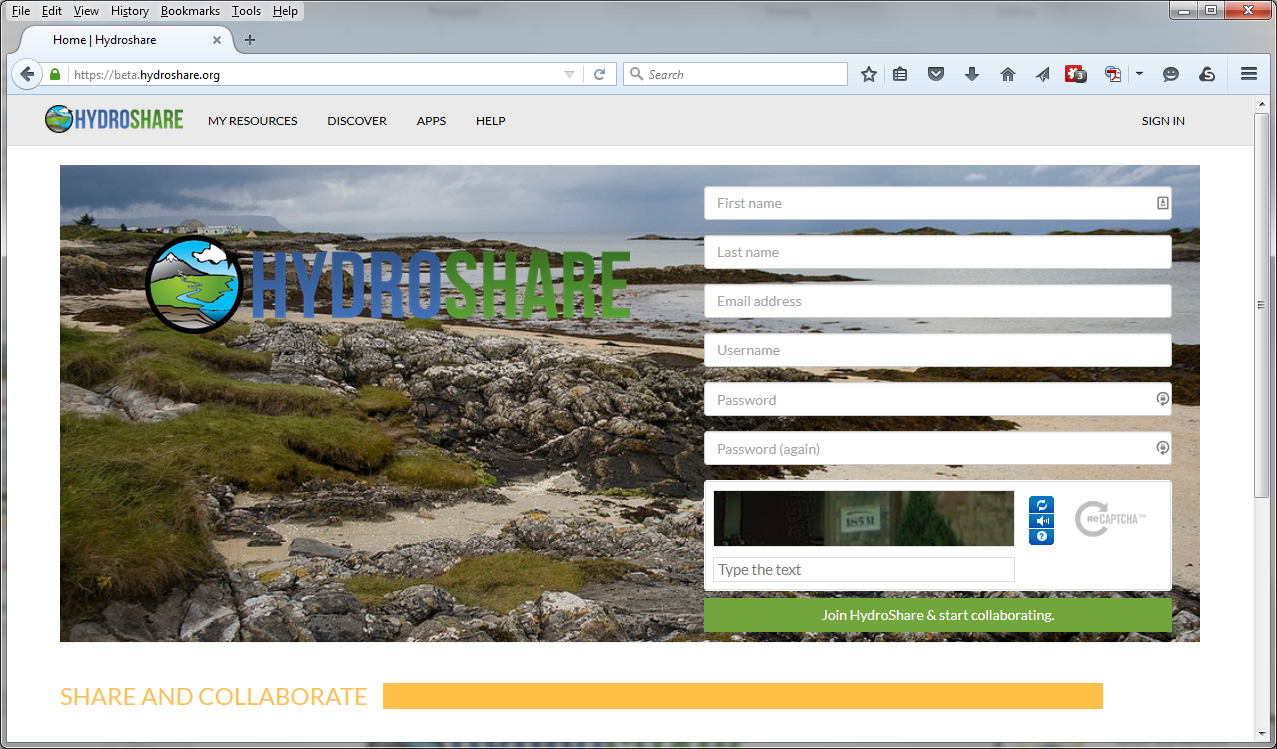 File Edit View History Bookmarks Tools Help
Home | Hydroshare
https://beta.hydroshare.org
Search
3
HYDROSHARE MY RESOURCES DISCOVER APPS HELP SIGN IN
First name
Last name
HYDROSHARE
Email address
Username
Password
Password (again)
18531
reCAPTCHA™
Type the text
Join HydroShare & start collaborating.
SHARE AND COLLABORATE